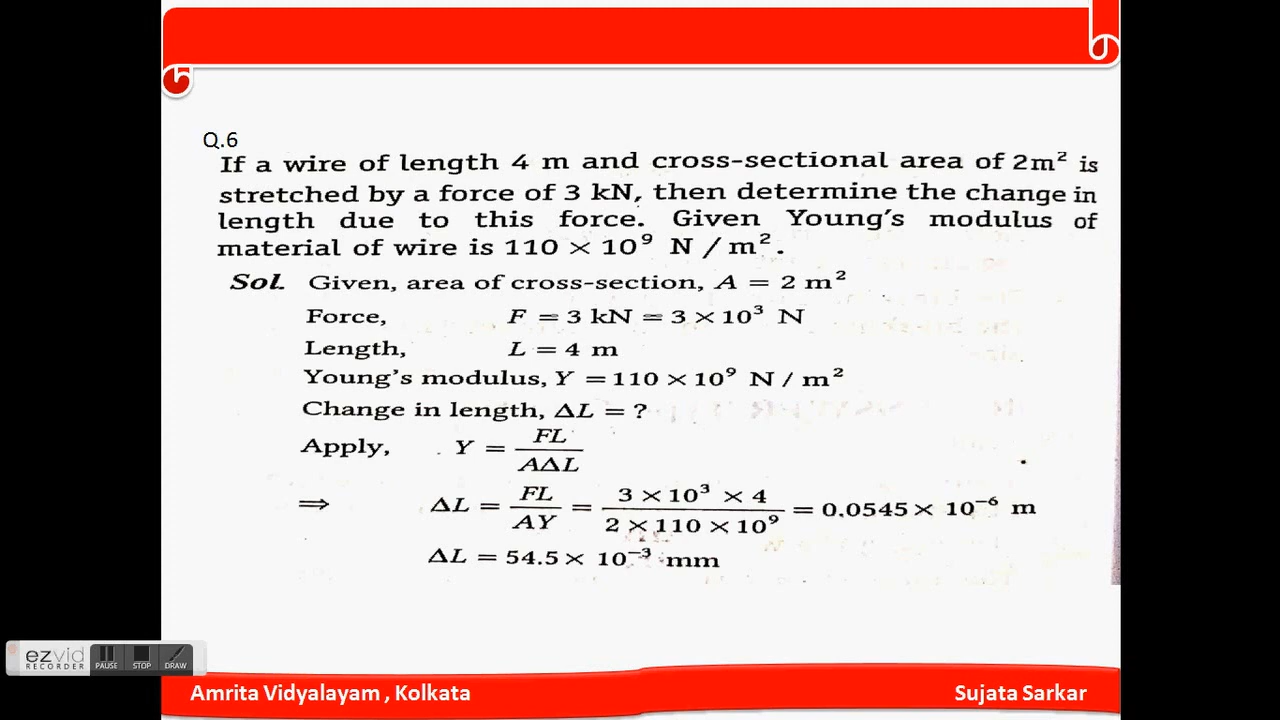 Q.6
If a wire of length 4 m and cross-sectional area of 2m² is
stretched by a force of 3 kN, then determine the change in
length due to this force. Given Young's modulus of
material of wire is 110 × 10⁹ N / m².
Sol. Given, area of cross-section, A = 2 m²
Force, F = 3 kN = 3 × 10³ N
Length, L = 4 m
Young's modulus, Y = 110 × 10⁹ N / m²
Change in length, ΔL = ?
Apply, Y = FL / AΔL
⇒ ΔL = FL / AY = 3 × 10³ × 4 / 2 × 110 × 10⁹ = 0.0545 × 10⁻⁶ m
ΔL = 54.5 × 10⁻³ mm
ezvid
RECORDER
PAUSE STOP DRAW
Amrita Vidyalayam , Kolkata Sujata Sarkar